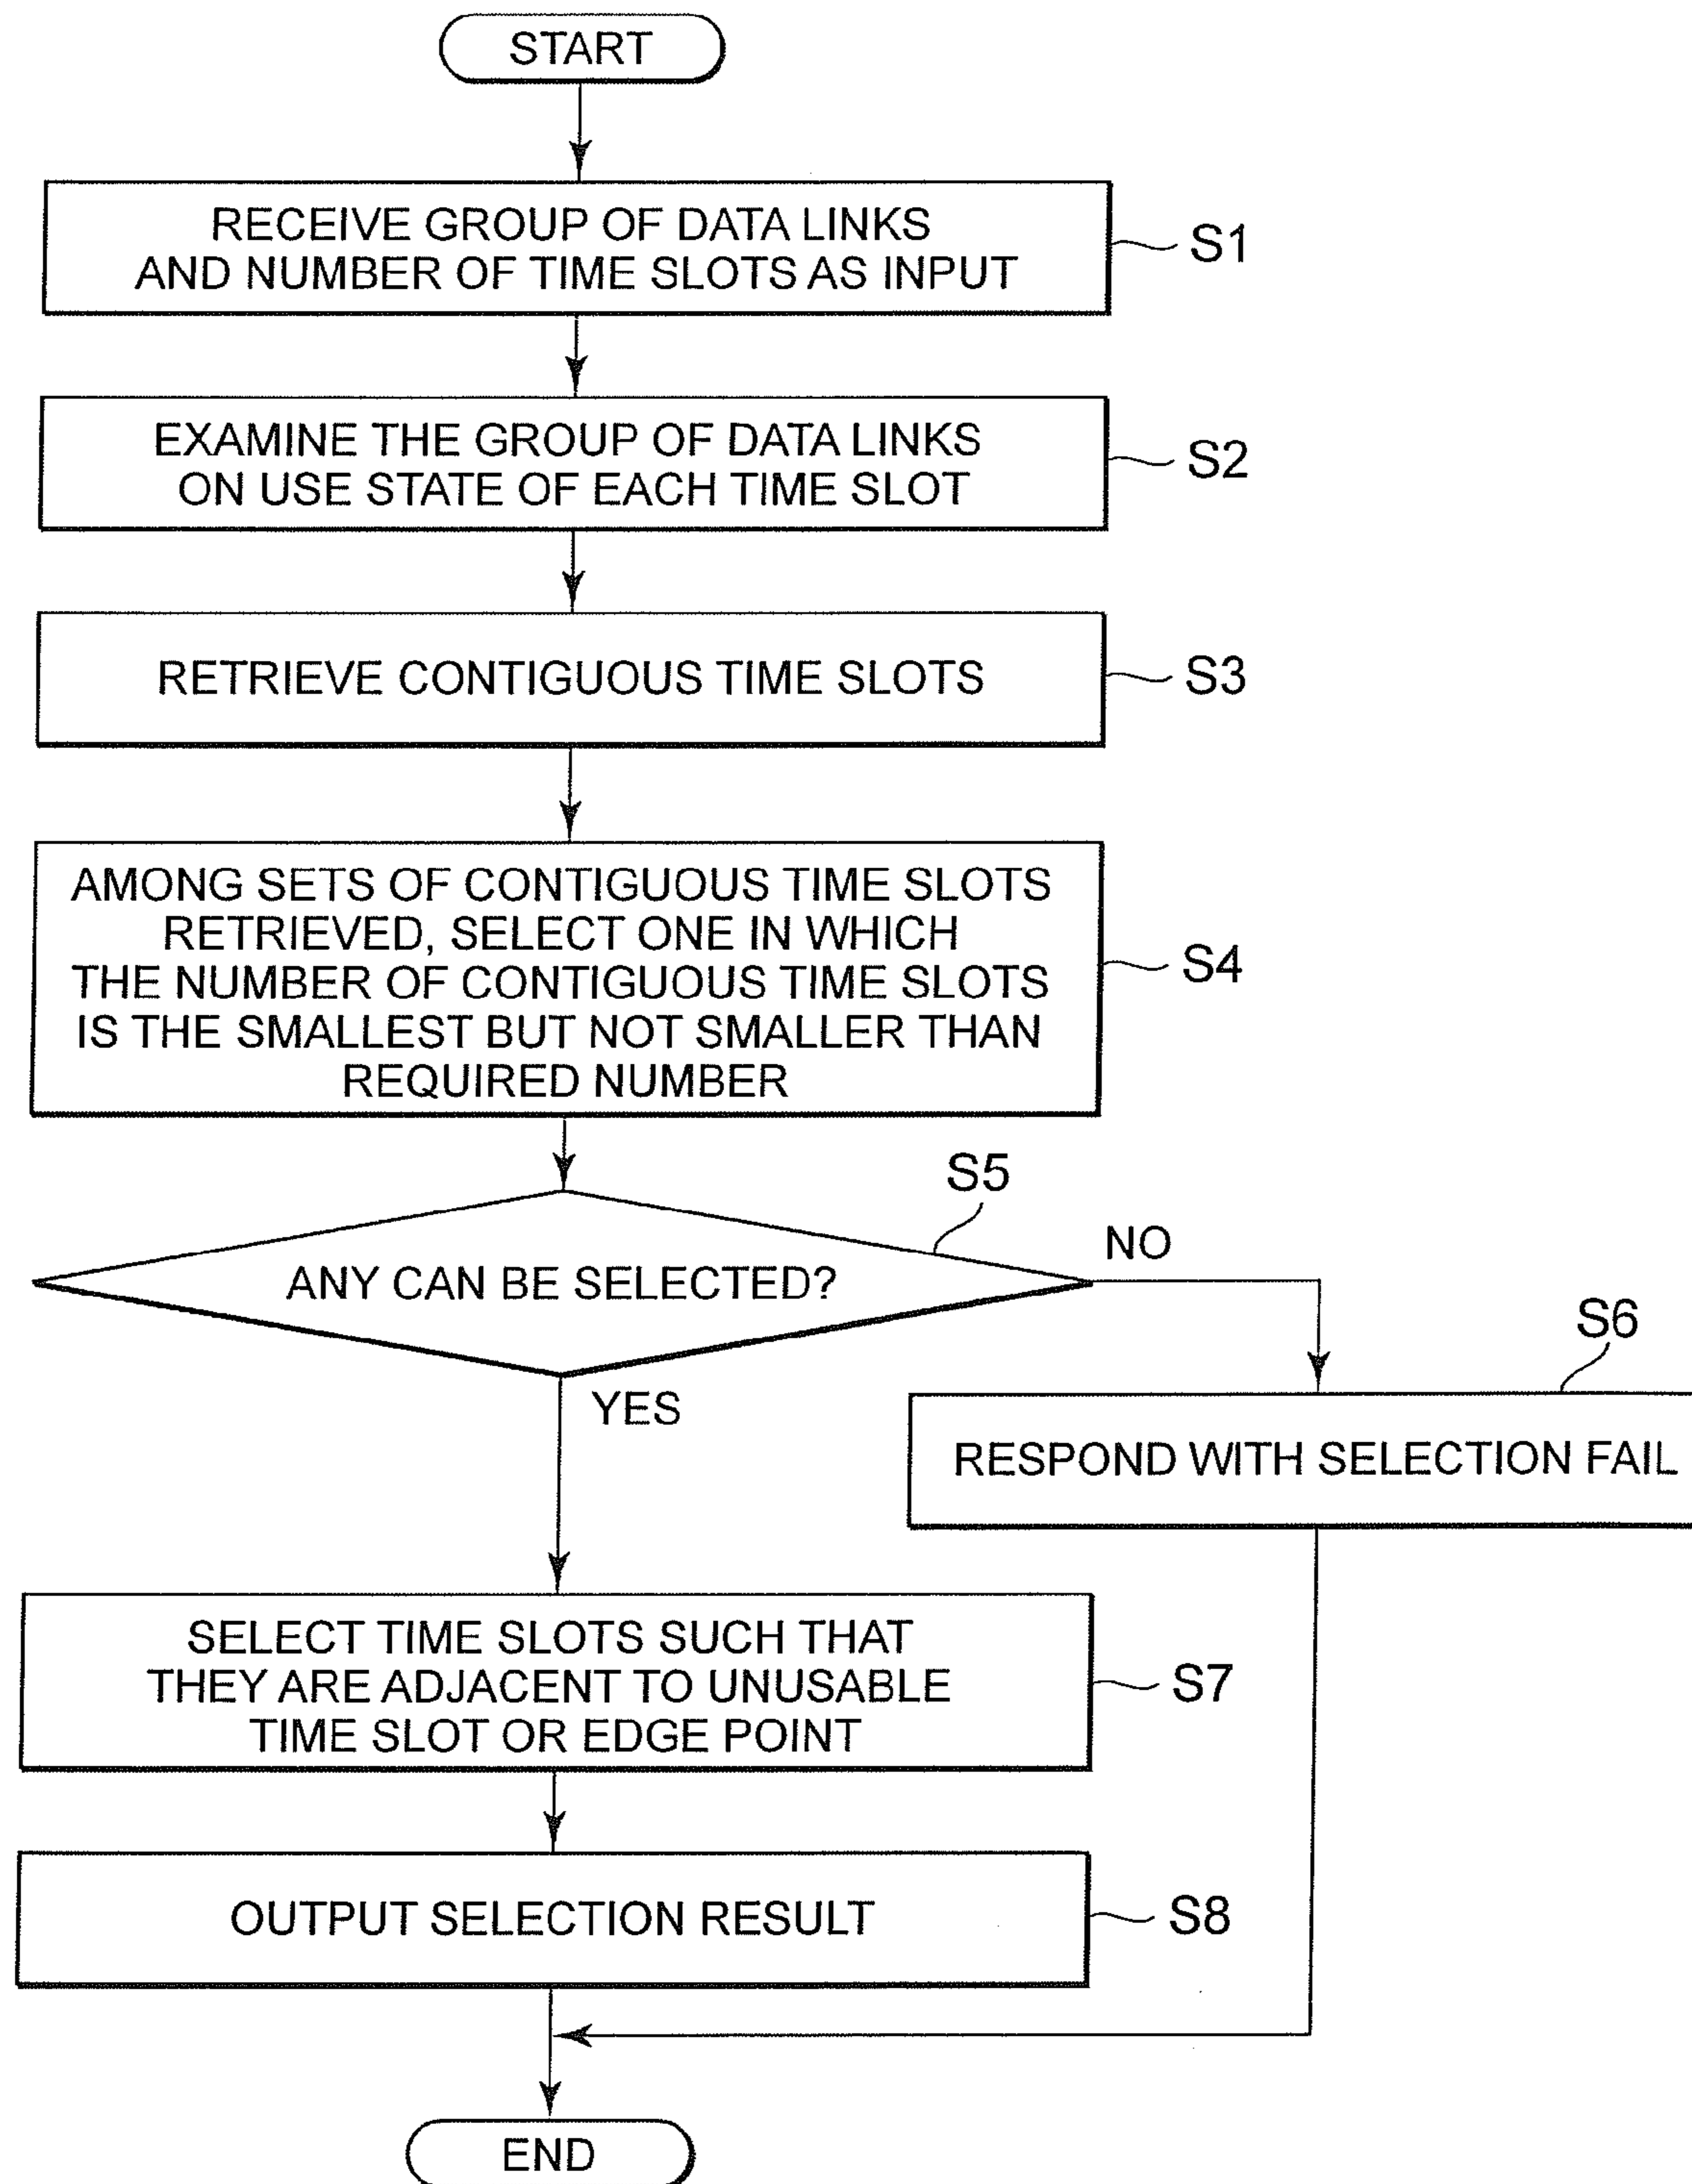 START
RECEIVE GROUP OF DATA LINKS
AND NUMBER OF TIME SLOTS AS INPUT
S1
EXAMINE THE GROUP OF DATA LINKS
ON USE STATE OF EACH TIME SLOT
S2
RETRIEVE CONTIGUOUS TIME SLOTS
S3
AMONG SETS OF CONTIGUOUS TIME SLOTS
RETRIEVED, SELECT ONE IN WHICH
THE NUMBER OF CONTIGUOUS TIME SLOTS
IS THE SMALLEST BUT NOT SMALLER THAN
REQUIRED NUMBER
S4
S5
ANY CAN BE SELECTED?
NO
YES
S6
RESPOND WITH SELECTION FAIL
SELECT TIME SLOTS SUCH THAT
THEY ARE ADJACENT TO UNUSABLE
TIME SLOT OR EDGE POINT
S7
OUTPUT SELECTION RESULT
S8
END